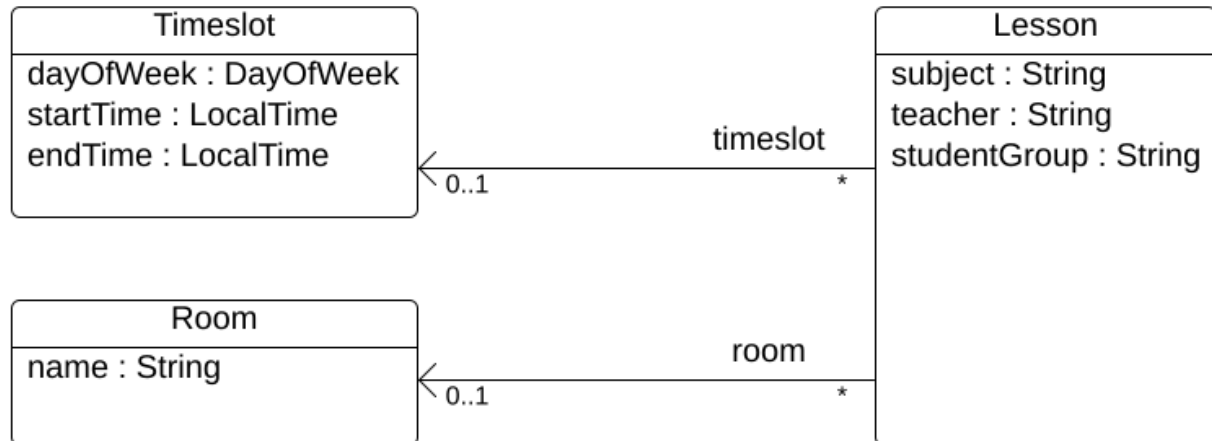 Timeslot
dayOfWeek : DayOfWeek
startTime : LocalTime
endTime : LocalTime
timeslot
0..1
*
Lesson
subject : String
teacher : String
studentGroup : String
Room
name : String
room
0..1
*